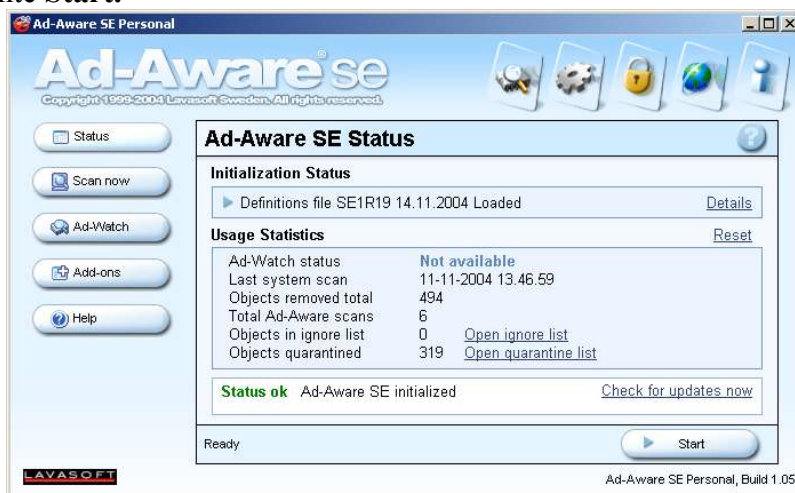 Start.
Ad-Aware SE Personal
Ad-Aware se
Copyright 1999-2004 Lavasoft Sweden. All rights reserved.
Status
Scan now
Ad-Watch
Add-ons
Help
Ad-Aware SE Status
Initialization Status
Definitions file SE1R19 14.11.2004 Loaded Details
Usage Statistics Reset
Ad-Watch status Not available
Last system scan 11-11-2004 13.46.59
Objects removed total 494
Total Ad-Aware scans 6
Objects in ignore list 0 Open ignore list
Objects quarantined 319 Open quarantine list
Status ok Ad-Aware SE initialized Check for updates now
Ready Start
LAVASOFT
Ad-Aware SE Personal, Build 1.05